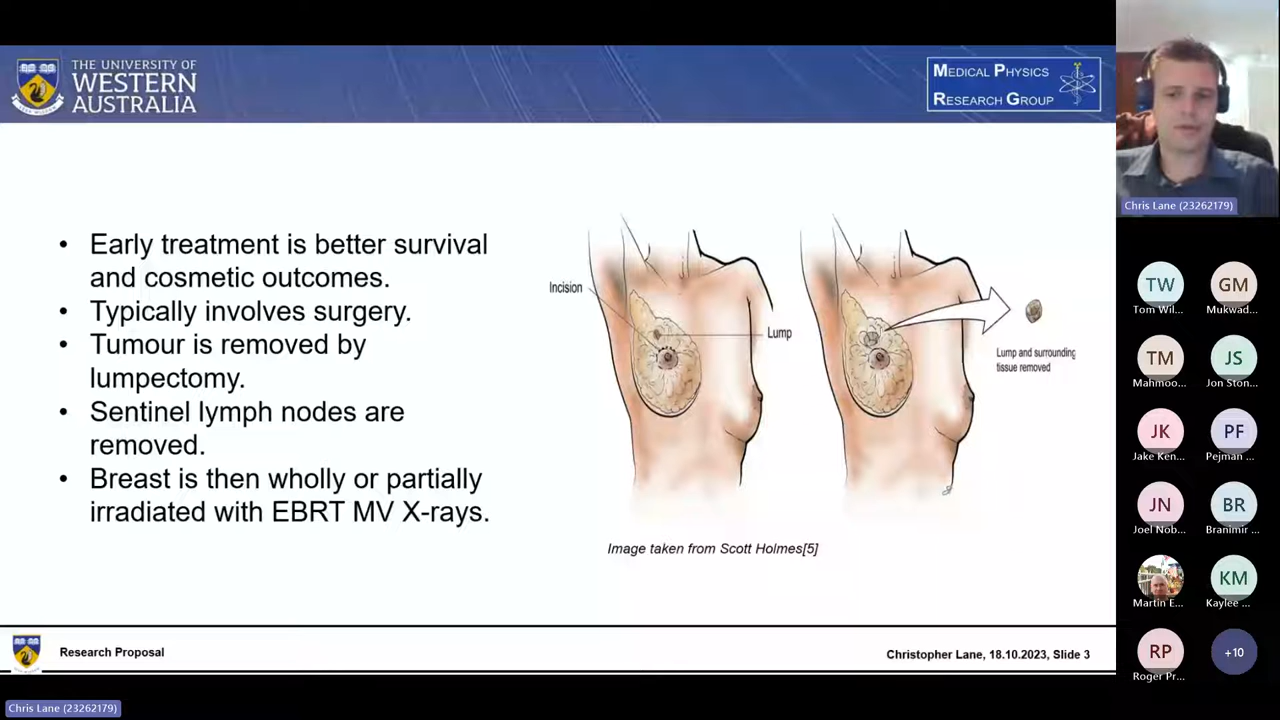 THE UNIVERSITY OF
WESTERN
AUSTRALIA
MEDICAL PHYSICS
RESEARCH GROUP
• Early treatment is better survival
and cosmetic outcomes.
• Typically involves surgery.
• Tumour is removed by
lumpectomy.
• Sentinel lymph nodes are
removed.
• Breast is then wholly or partially
irradiated with EBRT MV X-rays.
Incision
Lump
Lump and surrounding
tissue removed
Image taken from Scott Holmes[5]
Research Proposal
Christopher Lane, 18.10.2023, Slide 3
Chris Lane (23262179)
Chris Lane (23262179)
TW
GM
Tom Wil...
Mukwad...
TM
JS
Mahmoo...
Jon Ston...
JK
PF
Jake Ken...
Pejman ...
JN
BR
Joel Nob...
Branimir ...
KM
Martin E...
Kaylee ...
RP
+10
Roger Pr...